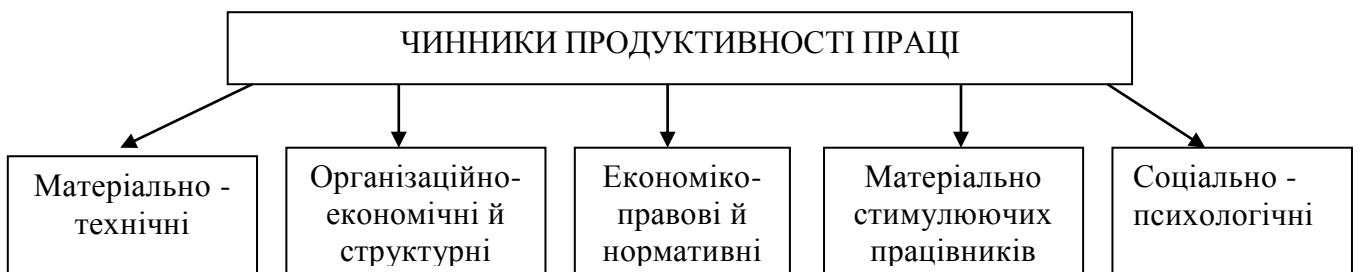 ЧИННИКИ ПРОДУКТИВНОСТІ ПРАЦІ
Матеріально -
технічні
Організаційно-
економічні й
структурні
Економіко-
правові й
нормативні
Матеріально
стимулюючих
працівників
Соціально -
психологічні